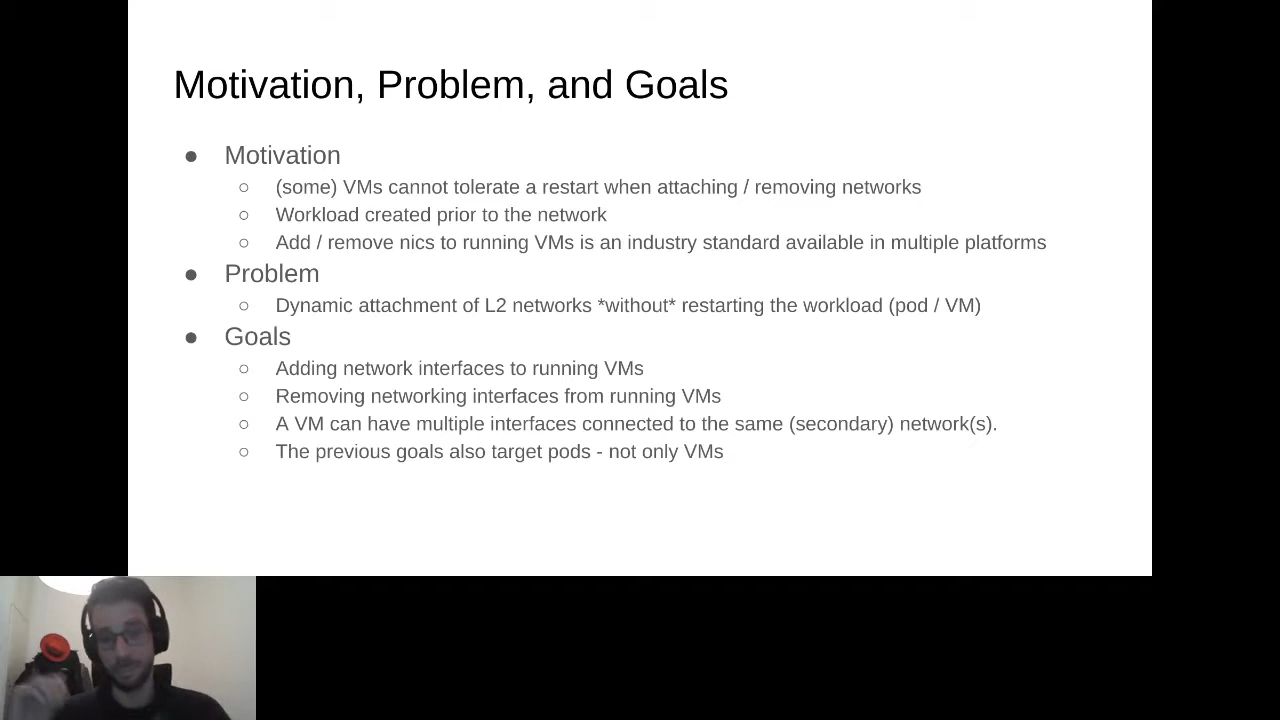 Motivation, Problem, and Goals
● Motivation
○ (some) VMs cannot tolerate a restart when attaching / removing networks
○ Workload created prior to the network
○ Add / remove nics to running VMs is an industry standard available in multiple platforms
● Problem
○ Dynamic attachment of L2 networks *without* restarting the workload (pod / VM)
● Goals
○ Adding network interfaces to running VMs
○ Removing networking interfaces from running VMs
○ A VM can have multiple interfaces connected to the same (secondary) network(s).
○ The previous goals also target pods - not only VMs